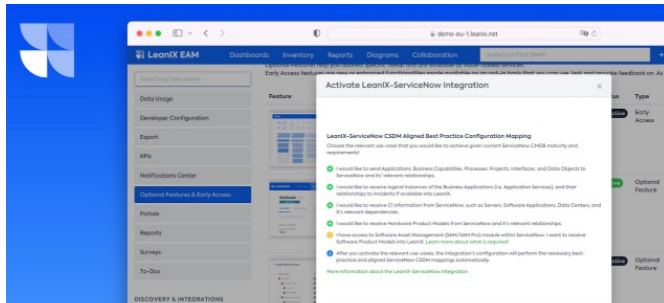 demo-eu-1.leanix.net
LeanIX EAM
Dashboards
Inventory
Reports
Diagrams
Collaboration
Jump to a Fact Sheet
Search by item name
Data Usage
Developer Configuration
Export
KPIs
Notifications Center
Optional Features & Early Access
Portals
Reports
Surveys
To-Dos
DISCOVERY & INTEGRATIONS
Feature
Activate LeanIX-ServiceNow Integration
LeanIX-ServiceNow CSDM Aligned Best Practice Configuration Mapping
Choose the relevant use-case that you would like to achieve given current ServiceNow CMDB maturity and
requirements!
I would like to send Applications, Business Capabilities, Processes, Projects, Interfaces, and Data Objects to
ServiceNow and its' relevant relationships.
I would like to receive logical instances of the Business Applications (i.e. Application Services), and their
relationships to Incidents if available into LeanIX.
I would like to receive CI information from ServiceNow, such as Servers, Software Applications, Data Centers, and
it's relevant dependencies.
I would like to receive Hardware Product Models from ServiceNow and it's relevant relationships.
I have access to Software Asset Management (SAM/SAM Pro) module within ServiceNow. I want to receive
Software Product Models into LeanIX. Learn more about what is required!
After you activate the relevant use-cases, the integration's configuration will perform the necessary best-
practice and aligned ServiceNow CSDM mappings automatically.
More information about the LeanIX-ServiceNow Integration
Type
Early
Access
Optional
Feature
Optional
Feature